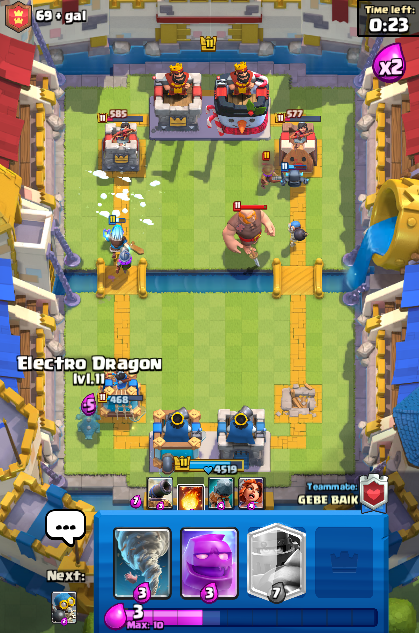 69 + gal
Time left:
0:23
x2
585
577
Electro Dragon
lvl.11
5
468
4519
Teammate:
GEBE BAIK
...
3
3
7
Next:
3
Max: 10